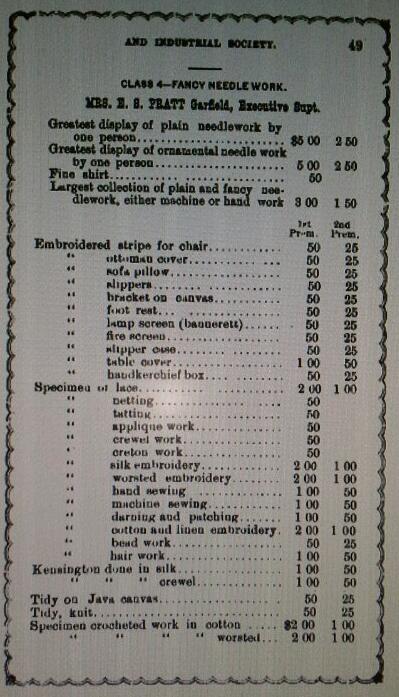 AND INDUSTRIAL SOCIETY. 49
CLASS 4—FANCY NEEDLE WORK.
MRS. E. S. PRATT Garfield, Executive Supt.
Greatest display of plain needlework by
one person.................... $5 00 2 50
Greatest display of ornamental needle work
by one person................... 5 00 2 50
Fine shirt........................ 50
Largest collection of plain and fancy nee-
dlework, either machine or hand work 3 00 1 50
1st 2nd
Prem. Prem.
Embroidered stripe for chair........... 50 25
" ottoman cover............ 50 25
" sofa pillow............... 50 25
" slippers.................. 50 25
" bracket on canvas........ 50 25
" foot rest................. 50 25
" lamp screen (bannerett)..... 50 25
" fire screen............... 50 25
" slipper case.............. 50 25
" table cover............... 1 00 50
" handkerchief box.......... 50 25
Specimen of lace................... 2 00 1 00
" netting.................. 50
" tatting.................. 50
" applique work............ 50
" crewel work.............. 50
" creton work.............. 50
" silk embroidery............ 2 00 1 00
" worsted embroidery........ 2 00 1 00
" hand sewing .............. 1 00 50
" machine sewing............ 1 00 50
" darning and patching....... 1 00 50
" cotton and linen embroidery. 2 00 1 00
" bead work................ 50 25
" hair work................. 1 00 50
Kensington done in silk............... 1 00 50
" " " crewel............. 1 00 50
Tidy on Java canvas................. 50 25
Tidy, knit.......................... 50 25
Specimen crocheted work in cotton ..... $2 00 1 00
" " " " worsted... 2 00 1 00